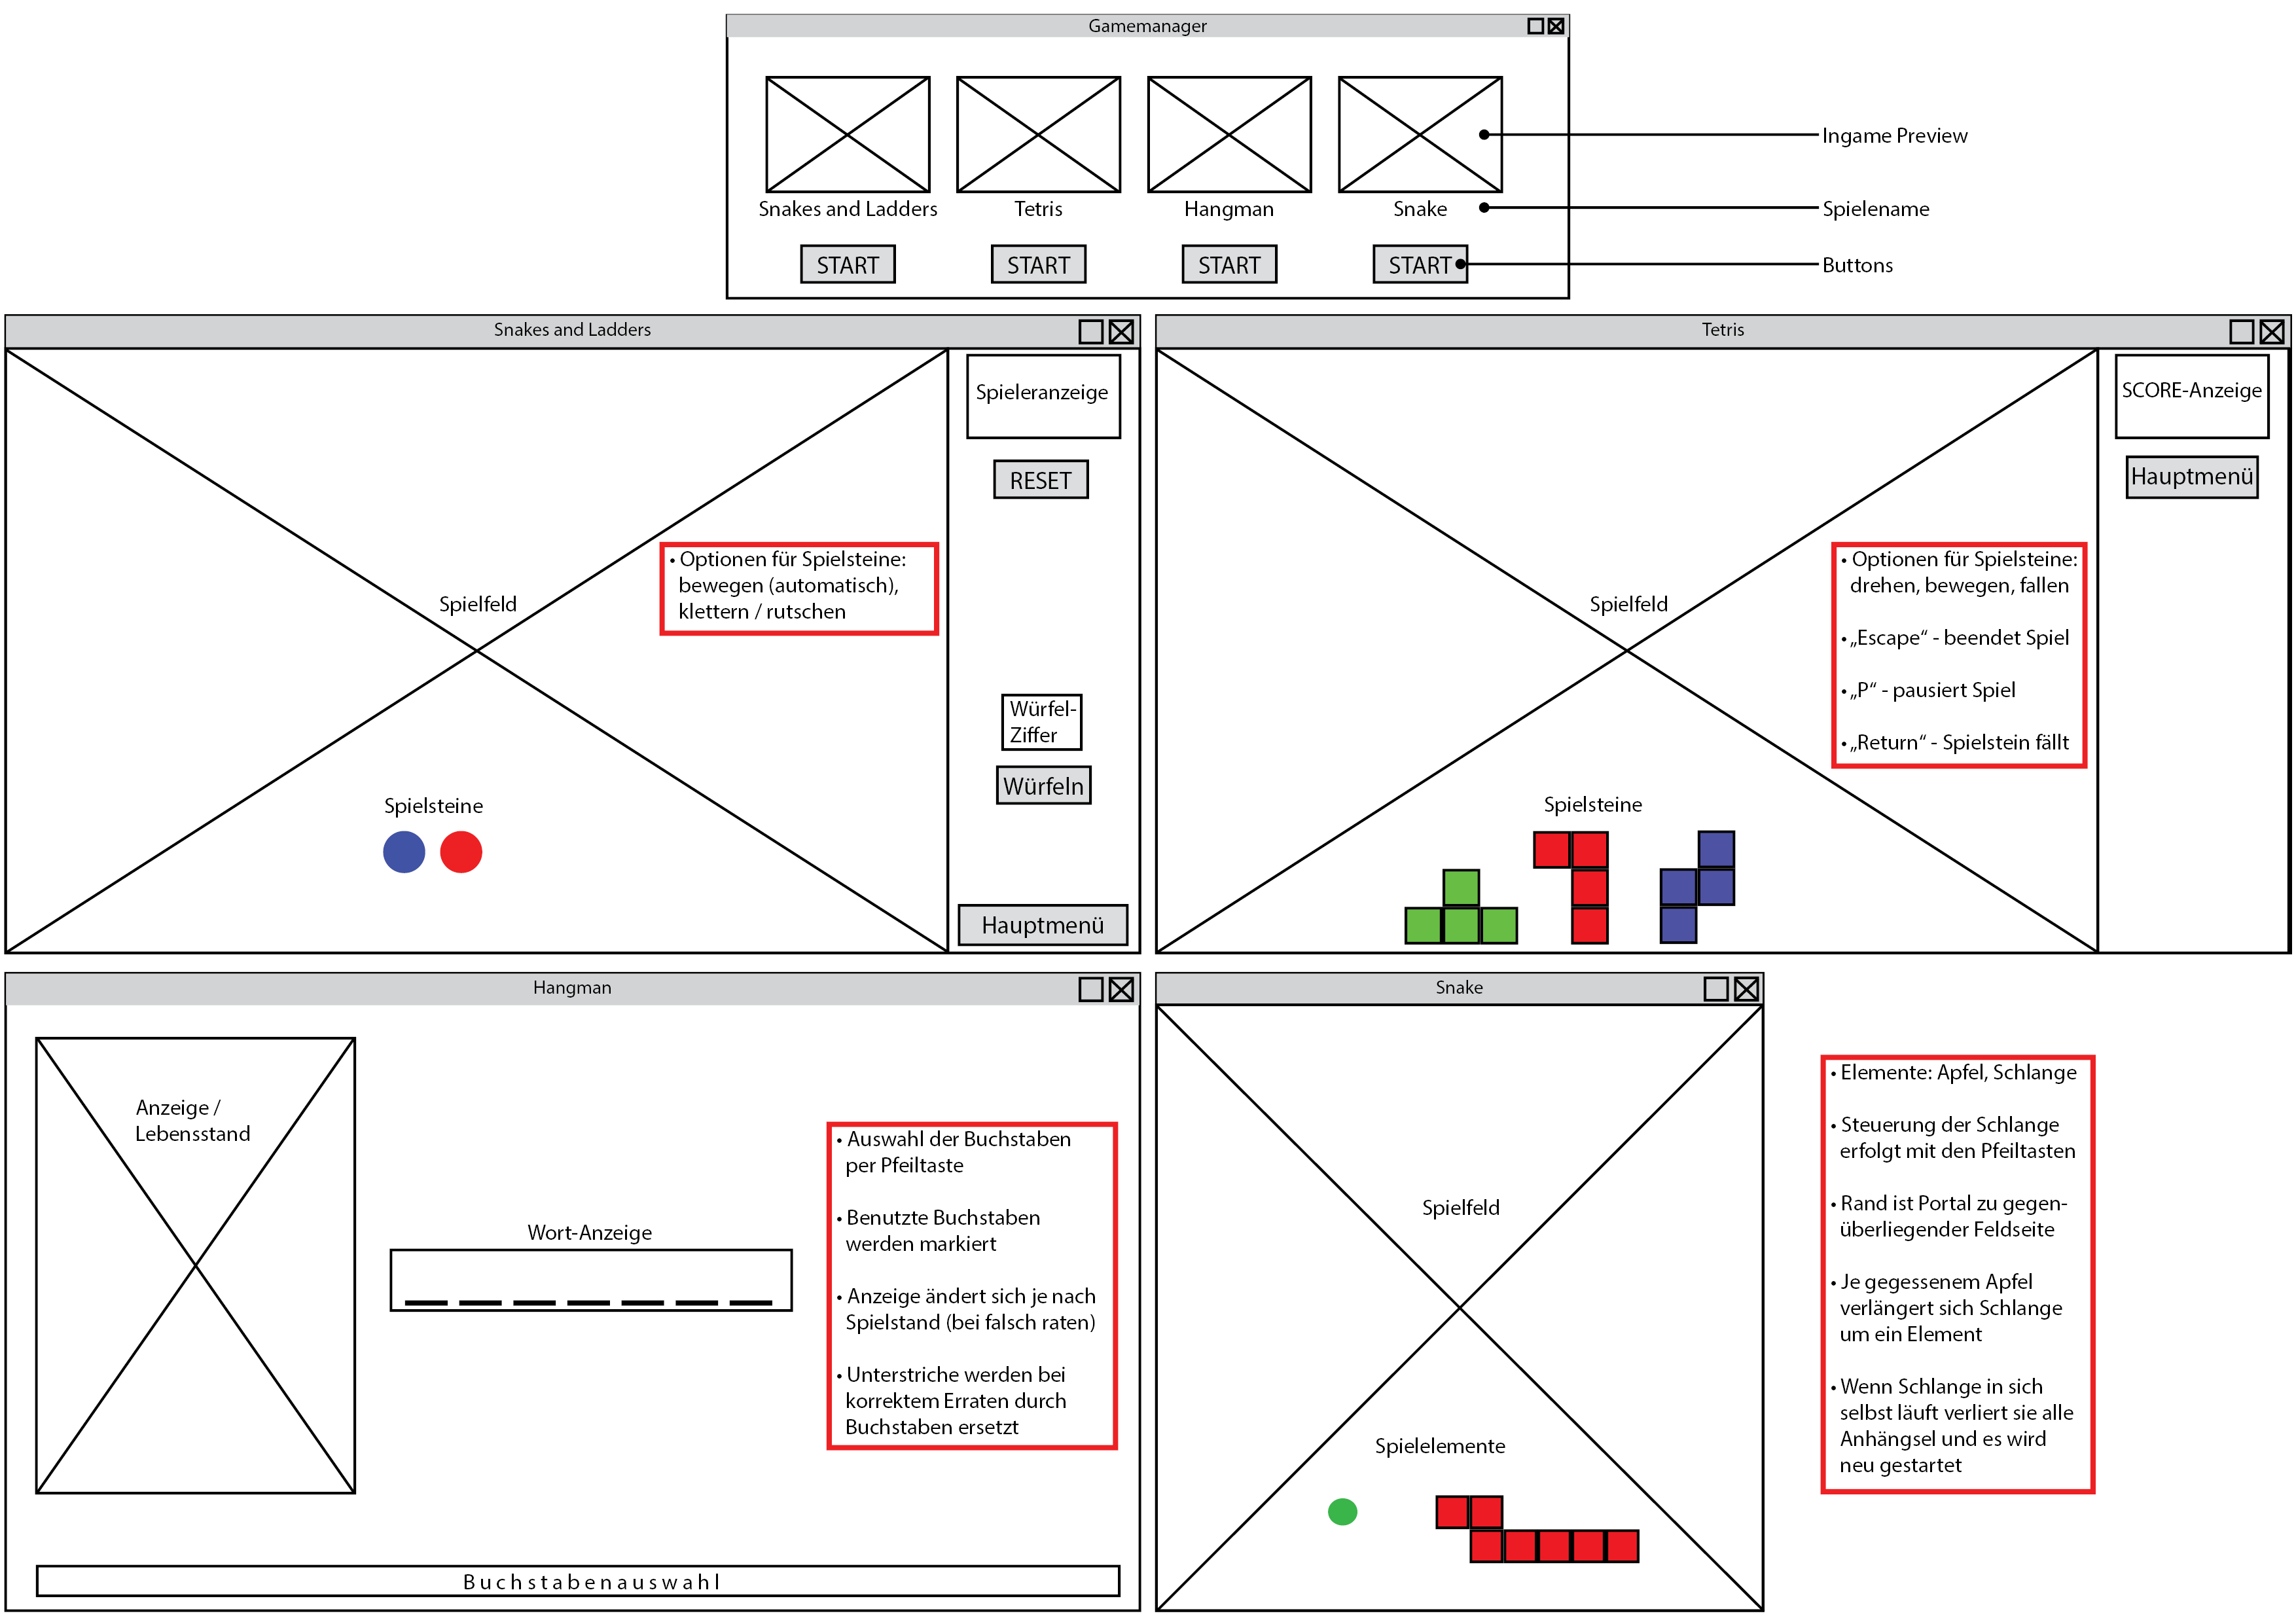 Gamemanager
Snakes and Ladders
Tetris
Hangman
Snake
START
START
START
START
Ingame Preview
Spielename
Buttons
Snakes and Ladders
Spielfeld
• Optionen für Spielsteine:
bewegen (automatisch),
klettern / rutschen
Spielsteine
Spieleranzeige
RESET
Würfel-
Ziffer
Würfeln
Hauptmenü
Tetris
Spielfeld
• Optionen für Spielsteine:
drehen, bewegen, fallen
• „Escape“ - beendet Spiel
• „P“ - pausiert Spiel
• „Return“ - Spielstein fällt
Spielsteine
SCORE-Anzeige
Hauptmenü
Hangman
Anzeige /
Lebensstand
Wort-Anzeige
• Auswahl der Buchstaben
per Pfeiltaste
• Benutzte Buchstaben
werden markiert
• Anzeige ändert sich je nach
Spielstand (bei falsch raten)
• Unterstriche werden bei
korrektem Erraten durch
Buchstaben ersetzt
Buchstabenauswahl
Snake
Spielfeld
Spielelemente
• Elemente: Apfel, Schlange
• Steuerung der Schlange
erfolgt mit den Pfeiltasten
• Rand ist Portal zu gegen-
überliegender Feldseite
• Je gegessenem Apfel
verlängert sich Schlange
um ein Element
• Wenn Schlange in sich
selbst läuft verliert sie alle
Anhängsel und es wird
neu gestartet